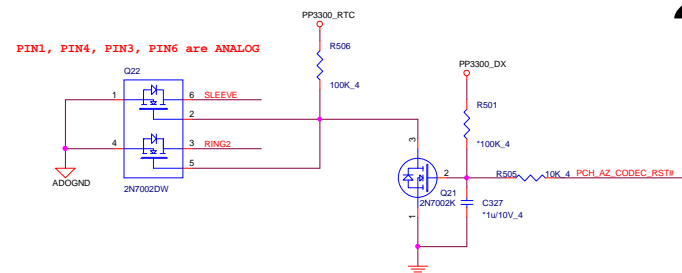 PP3300_RTC
PIN1, PIN4, PIN3, PIN6 are ANALOG
R506
PP3300_DX
Q22
100K_4
1
6
SLEEVE
R501
2
4
3
RING2
3
*100K_4
5
R505
10K_4
PCH_AZ_CODEC_RST#
2
ADOGND
Q21
2N7002DW
2N7002K
C327
*1u/10V_4
1